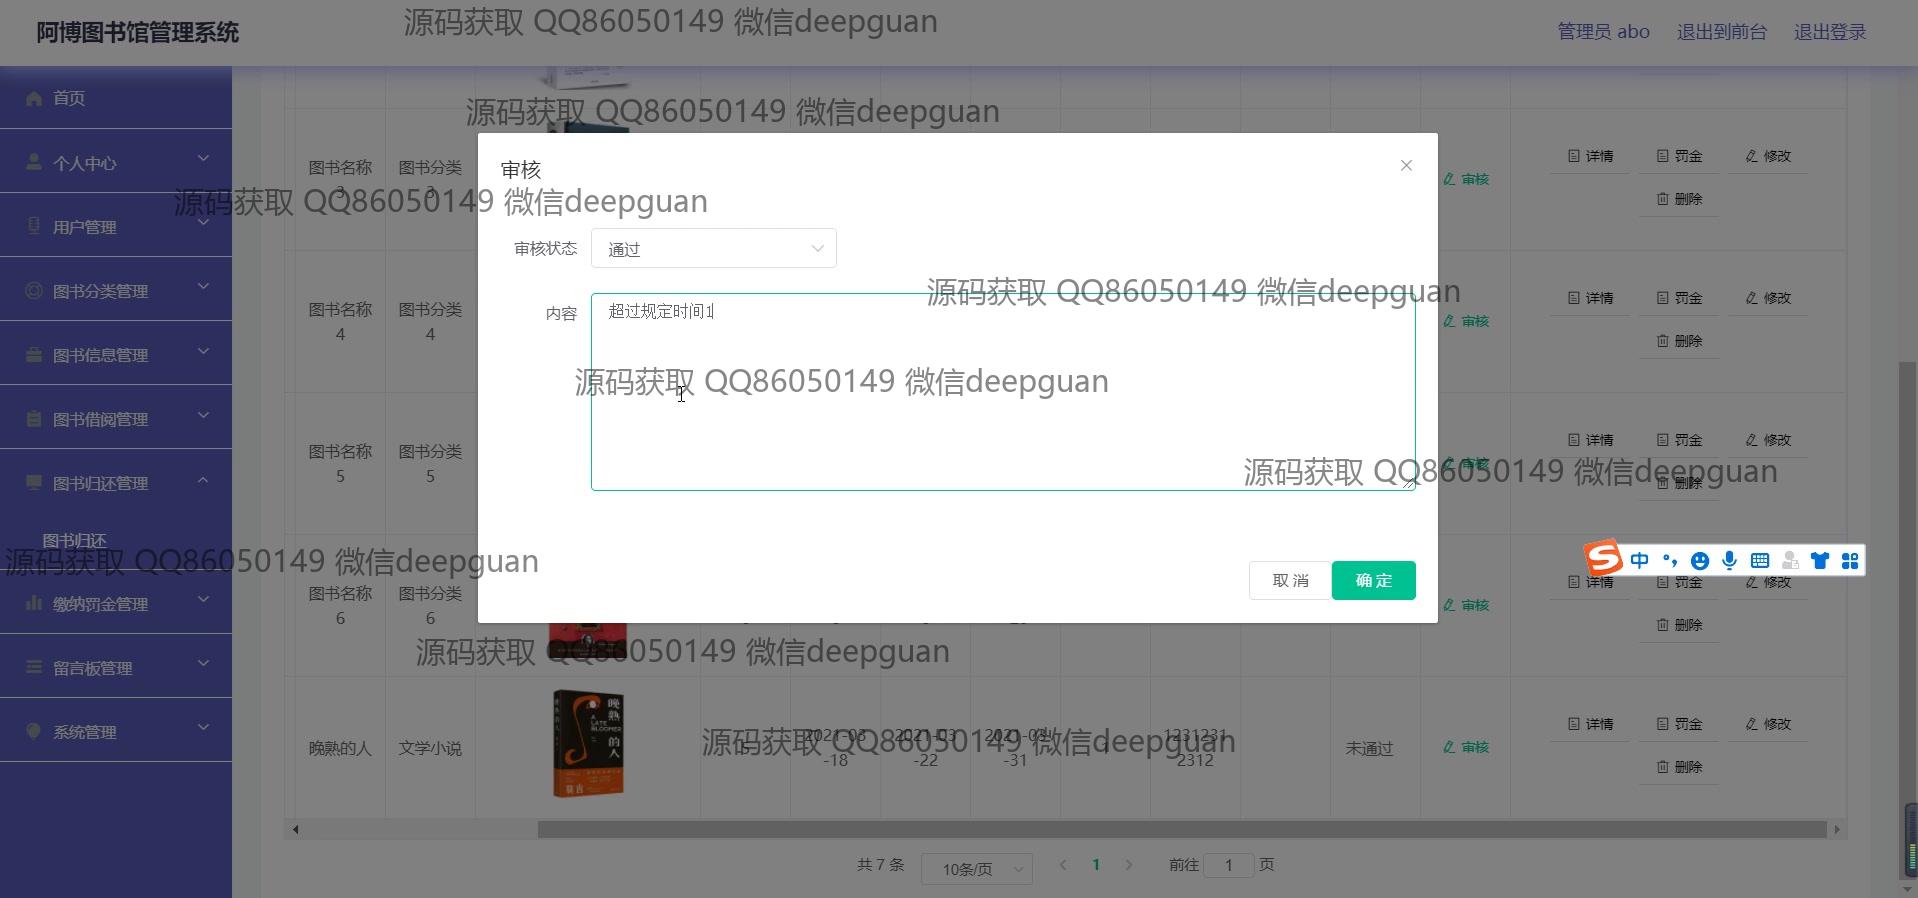 源码获取 QQ86050149 微信deepguan
阿博图书馆管理系统
管理员 abo
退出到前台
退出登录
首页
源码获取 QQ86050149 微信deepguan
个人中心
图书名称
3
图书分类
3
审核
详情
罚金
修改
删除
审核
源码获取 QQ86050149 微信deepguan
用户管理
审核状态
通过
图书分类管理
源码获取 QQ86050149 微信deepguan
内容
超过规定时间1
图书名称
4
图书分类
4
审核
详情
罚金
修改
删除
图书信息管理
源码获取 QQ86050149 微信deepguan
图书借阅管理
图书名称
5
图书分类
5
审核
详情
罚金
修改
删除
源码获取 QQ86050149 微信deepguan
图书归还管理
图书归还
源码获取 QQ86050149 微信deepguan
中
取消
确定
图书名称
6
图书分类
6
审核
详情
罚金
修改
删除
缴纳罚金管理
源码获取 QQ86050149 微信deepguan
留言板管理
系统管理
晚熟的人
文学小说
晚熟的人
A LATE BLOOMER
莫言
源码获取 QQ86050149 微信deepguan
2021-03
-18
2021-03
-22
2021-03
-31
1231231
2312
未通过
审核
详情
罚金
修改
删除
共 7 条
10条/页
1
前往
1
页